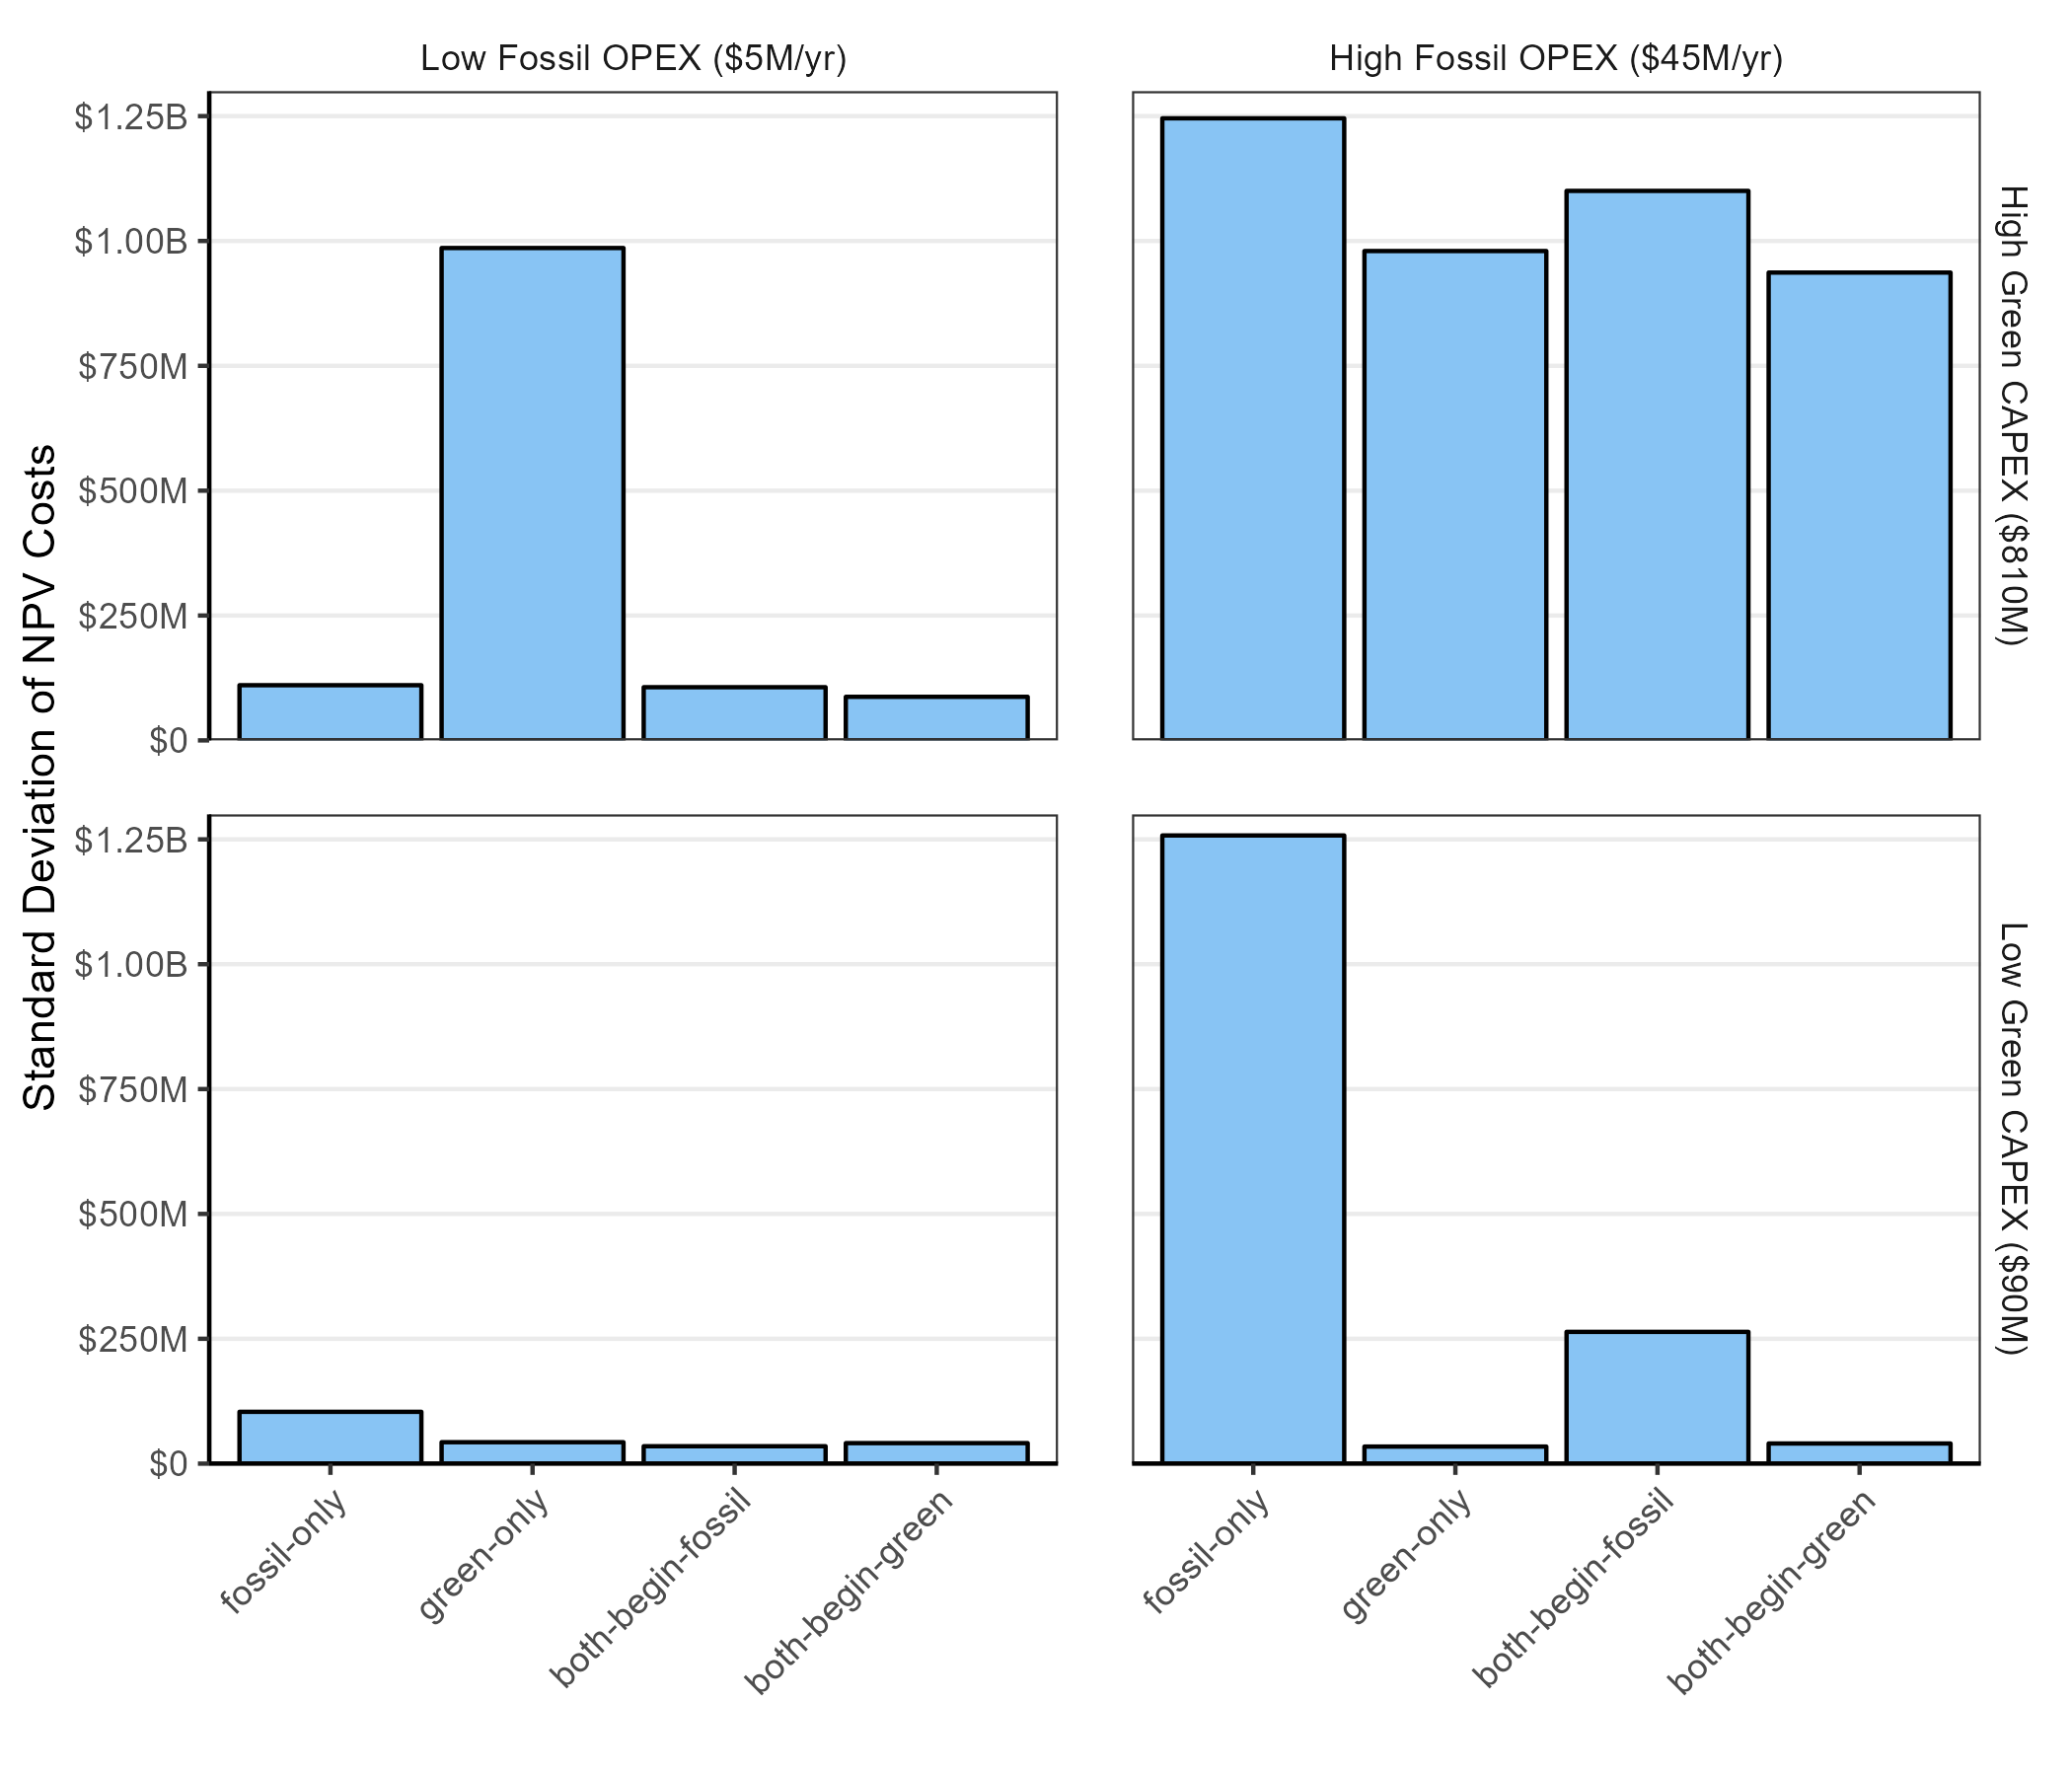 Low Fossil OPEX ($5M/yr)
High Fossil OPEX ($45M/yr)
Standard Deviation of NPV Costs
$1.25B
$1.00B
$750M
$500M
$250M
$0
High Green CAPEX ($810M)
$1.25B
$1.00B
$750M
$500M
$250M
$0
Low Green CAPEX ($90M)
fossil-only
green-only
both-begin-fossil
both-begin-green
fossil-only
green-only
both-begin-fossil
both-begin-green